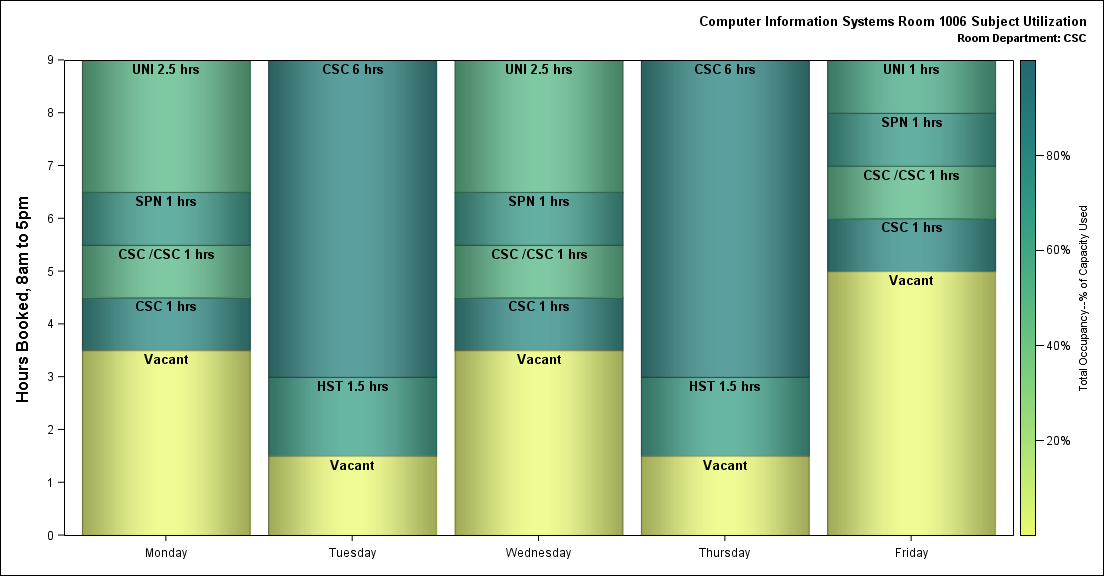 Computer Information Systems Room 1006 Subject Utilization
Room Department: CSC
Hours Booked, 8am to 5pm
9
8
7
6
5
4
3
2
1
0
UNI 2.5 hrs
SPN 1 hrs
CSC /CSC 1 hrs
CSC 1 hrs
Vacant
CSC 6 hrs
HST 1.5 hrs
Vacant
UNI 2.5 hrs
SPN 1 hrs
CSC /CSC 1 hrs
CSC 1 hrs
Vacant
CSC 6 hrs
HST 1.5 hrs
Vacant
UNI 1 hrs
SPN 1 hrs
CSC /CSC 1 hrs
CSC 1 hrs
Vacant
Monday
Tuesday
Wednesday
Thursday
Friday
80%
60%
40%
20%
Total Occupancy--% of Capacity Used